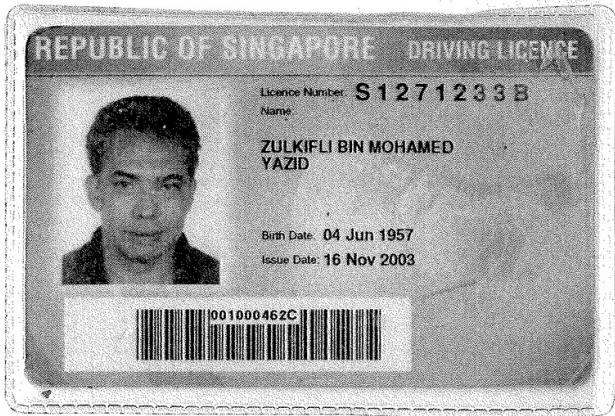 REPUBLIC OF SINGAPORE DRIVING LICENCE
Licence Number: S1271233B
Name:
ZULKIFLI BIN MOHAMED
YAZID
Birth Date: 04 Jun 1957
Issue Date: 16 Nov 2003
001000462C